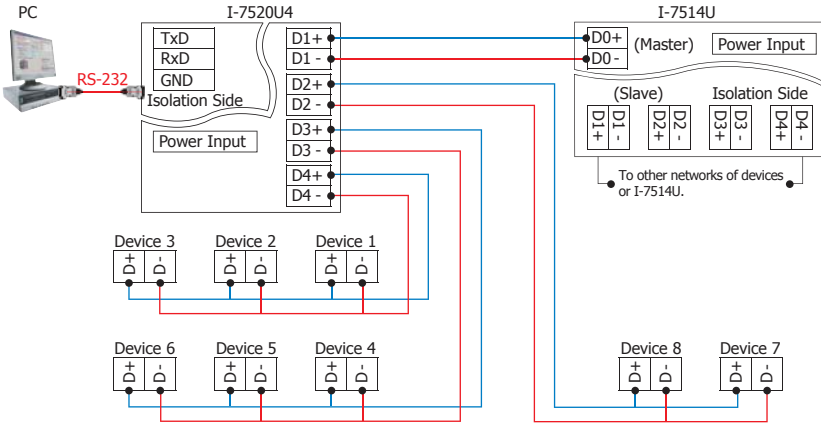 PC
I-7520U4
I-7514U
TxD
RxD
GND
Isolation Side
Power Input
RS-232
D1+
D1 -
D2+
D2 -
D3+
D3 -
D4+
D4 -
D0+
D0 -
(Master)
Power Input
(Slave)
Isolation Side
D1+
D1 -
D2+
D2 -
D3+
D3 -
D4+
D4 -
To other networks of devices
or I-7514U.
Device 3
D+ D-
Device 2
D+ D-
Device 1
D+ D-
Device 6
D+ D-
Device 5
D+ D-
Device 4
D+ D-
Device 8
D+ D-
Device 7
D+ D-